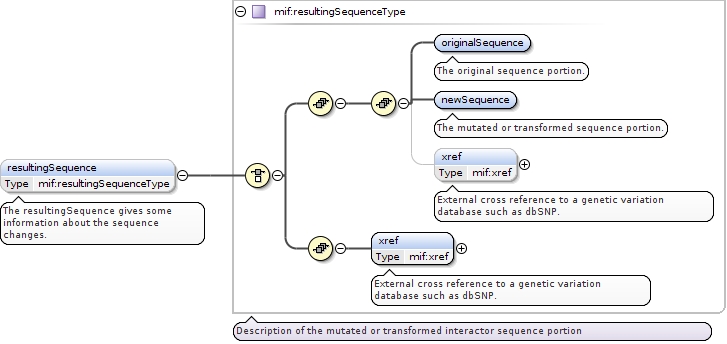 mif:resultingSequenceType
originalSequence
The original sequence portion.
newSequence
The mutated or transformed sequence portion.
xref
Type mif:xref
External cross reference to a genetic variation
database such as dbSNP.
resultingSequence
Type mif:resultingSequenceType
The resultingSequence gives some
information about the sequence
changes.
xref
Type mif:xref
External cross reference to a genetic variation
database such as dbSNP.
Description of the mutated or transformed interactor sequence portion